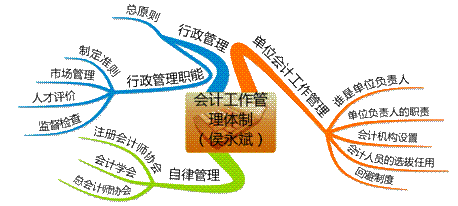 会计工作管
理体制
（侯永斌）
行政管理
总原则
行政管理职能
制定准则
市场管理
人才评价
监督检查
自律管理
注册会计师协会
会计学会
总会计师协会
单位会计工作管理
谁是单位负责人
单位负责人的职责
会计机构设置
会计人员的选拔任用
回避制度